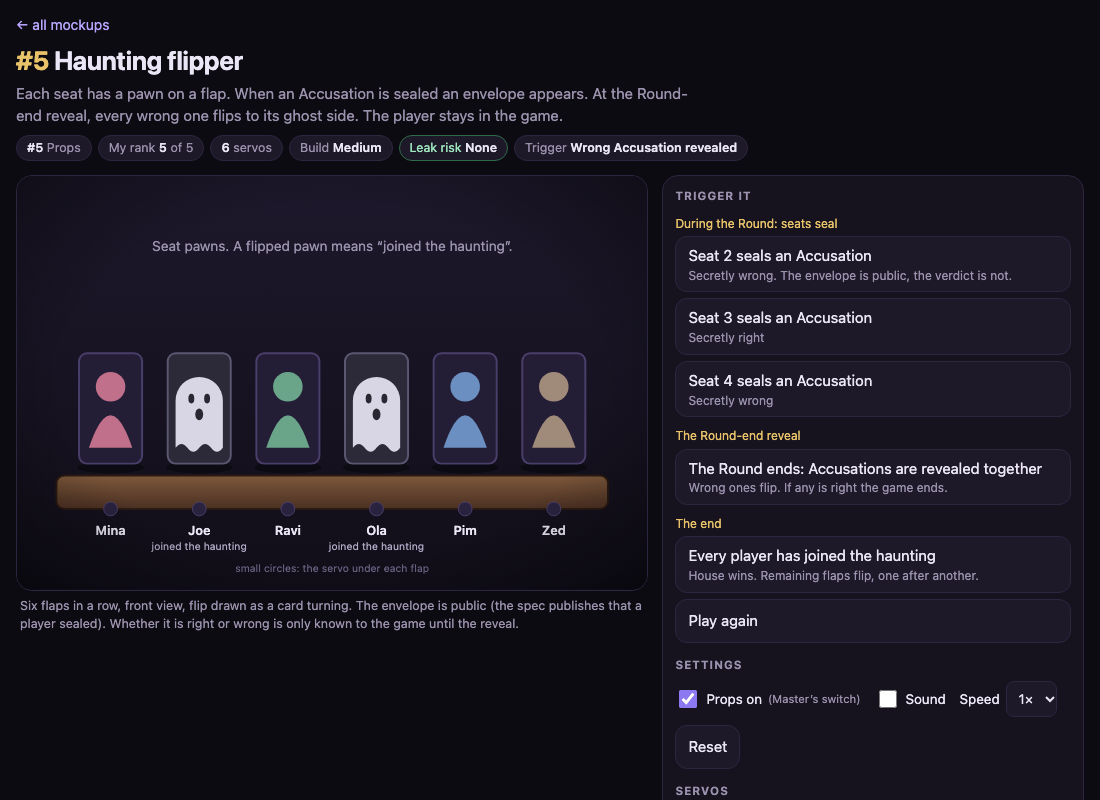 ← all mockups
#5 Haunting flipper
Each seat has a pawn on a flap. When an Accusation is sealed an envelope appears. At the Round-
end reveal, every wrong one flips to its ghost side. The player stays in the game.
#5 Props
My rank 5 of 5
6 servos
Build Medium
Leak risk None
Trigger Wrong Accusation revealed
Seat pawns. A flipped pawn means “joined the haunting”.
Mina
Joe
Ravi
Ola
Pim
Zed
joined the haunting
joined the haunting
small circles: the servo under each flap
Six flaps in a row, front view, flip drawn as a card turning. The envelope is public (the spec publishes that a
player sealed). Whether it is right or wrong is only known to the game until the reveal.
TRIGGER IT
During the Round: seats seal
Seat 2 seals an Accusation
Secretly wrong. The envelope is public, the verdict is not.
Seat 3 seals an Accusation
Secretly right
Seat 4 seals an Accusation
Secretly wrong
The Round-end reveal
The Round ends: Accusations are revealed together
Wrong ones flip. If any is right the game ends.
The end
Every player has joined the haunting
House wins. Remaining flaps flip, one after another.
Play again
SETTINGS
Props on (Master’s switch)
Sound
Speed
1×
Reset
SERVOS